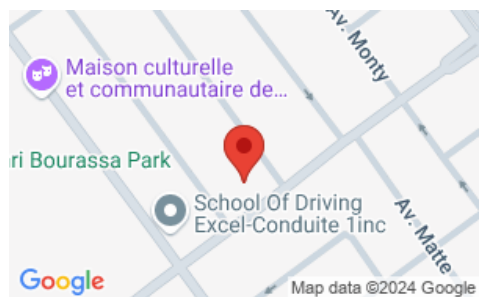 Av. Monty
Maison culturelle
et communautaire de...
ri Bourassa Park
School Of Driving
Excel-Conduite 1inc
Av. Matte
Google
Map data ©2024 Google